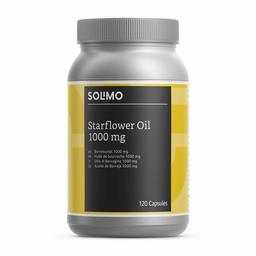 SOLIMO
Starflower Oil
1000 mg
Borretschöl 1000 mg
Huile de bourrache 1000 mg
Olio di Borragine 1000 mg
Aceite de Borraja 1000 mg
120 Capsules